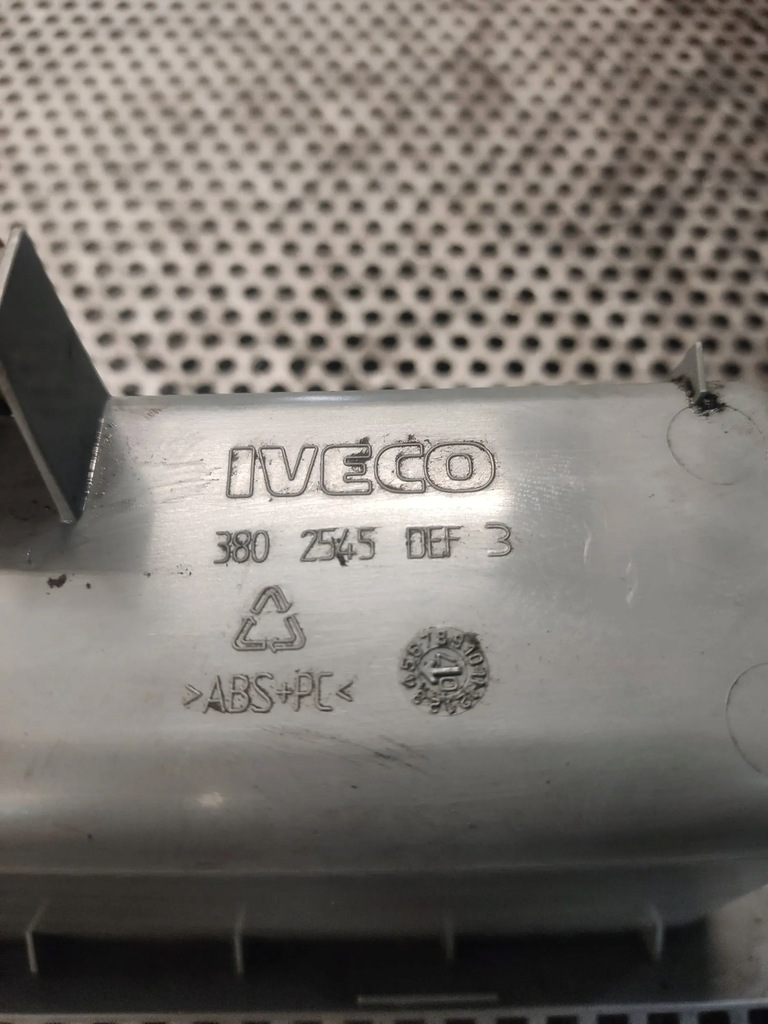 IVECO
380 2545 DEF 3
>ABS+PC<